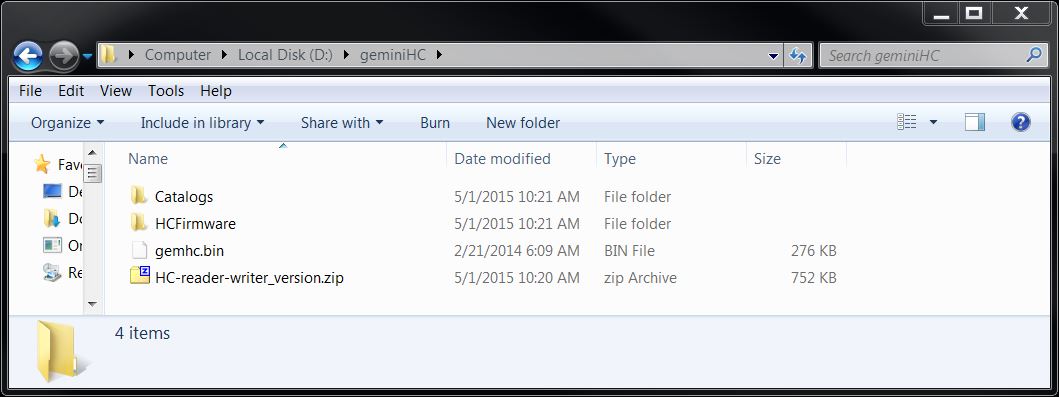 Computer Local Disk (D:) geminiHC Search geminiHC
File Edit View Tools Help
Organize Include in library Share with Burn New folder
Name Date modified Type Size
Fav
De
Do
Or
Re
Catalogs 5/1/2015 10:21 AM File folder
HCFirmware 5/1/2015 10:21 AM File folder
gemhc.bin 2/21/2014 6:09 AM BIN File 276 KB
HC-reader-writer_version.zip 5/1/2015 10:20 AM zip Archive 752 KB
4 items